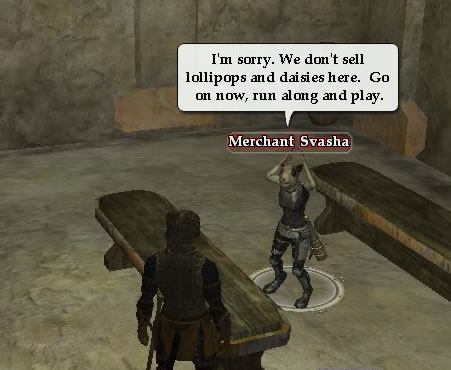 I'm sorry. We don't sell
lollipops and daisies here.  Go
on now, run along and play.
Merchant Svasha